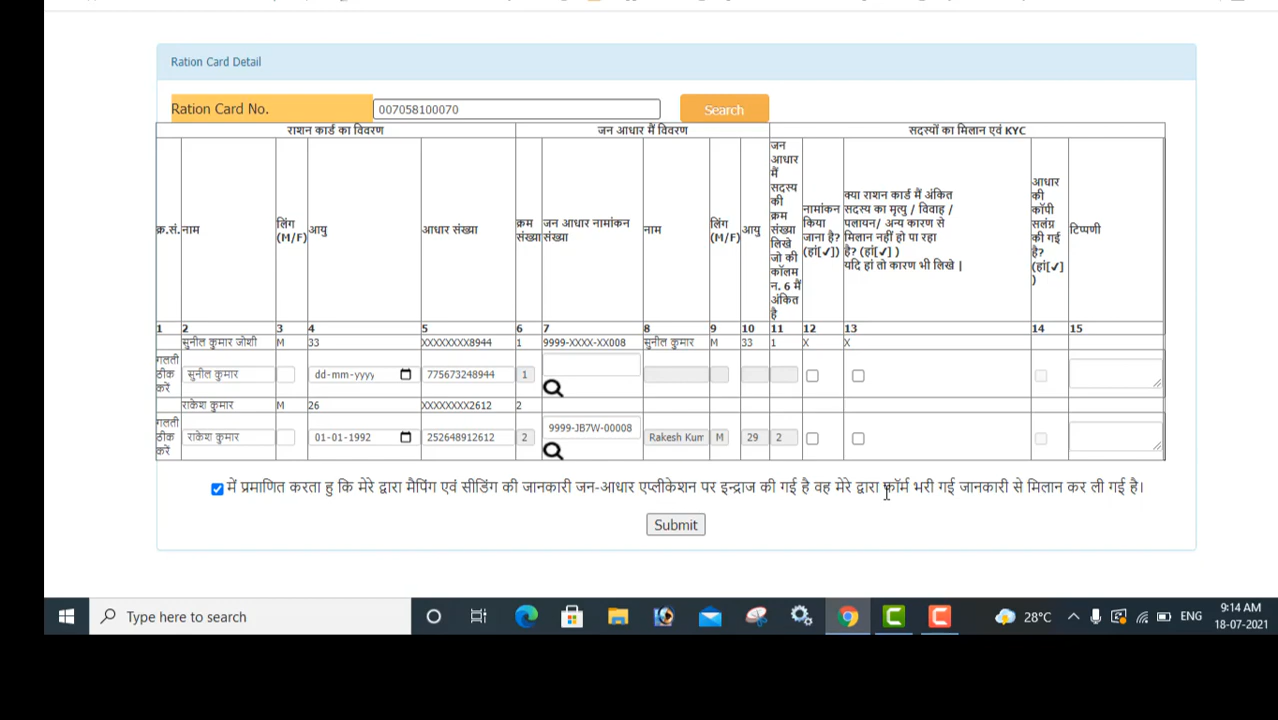 Ration Card Detail
Ration Card No.
007058100070
Search
राशन कार्ड का विवरण
जन आधार मैं विवरण
सदस्यों का मिलान एवं KYC
क्र.सं.
नाम
लिंग
(M/F)
आयु
आधार संख्या
क्रम
संख्या
जन आधार नामांकन
संख्या
नाम
लिंग
(M/F)
आयु
जन
आधार
में
सदस्य
की
क्रम
संख्या
लिखे
जो की
कॉलम
न. 6 मैं
अंकित
है
नामांकन
किया
जाना है?
(हां[✔])
क्या राशन कार्ड मैं अंकित
सदस्य का मृत्यु / विवाह /
पलायन/ अन्य कारण से
मिलान नहीं हो पा रहा
है? (हां[✔] )
यदि हां तो कारण भी लिखे |
आधार
की
कॉपी
सलंग्र
की गई
है?
(हां[✔]
)
टिप्पणी
1 2 3 4 5 6 7 8 9 10 11 12 13 14 15
सुनील कुमार जोशी M 33 XXXXXXXX8944 1 9999-XXXX-XX008 सुनील कुमार M 33 1 X X
गलती
ठीक
करें
सुनील कुमार dd-mm-yyyy 775673248944 1
राकेश कुमार M 26 XXXXXXXX2612 2
गलती
ठीक
करें
राकेश कुमार 01-01-1992 252648912612 2 9999-JB7W-00008 Rakesh Kum M 29 2
में प्रमाणित करता हु कि मेरे द्वारा मैपिंग एवं सीडिंग की जानकारी जन-आधार एप्लीकेशन पर इन्द्राज की गई है वह मेरे द्वारा फॉर्म भरी गई जानकारी से मिलान कर ली गई है।
Submit
Type here to search
28°C
ENG
9:14 AM
18-07-2021